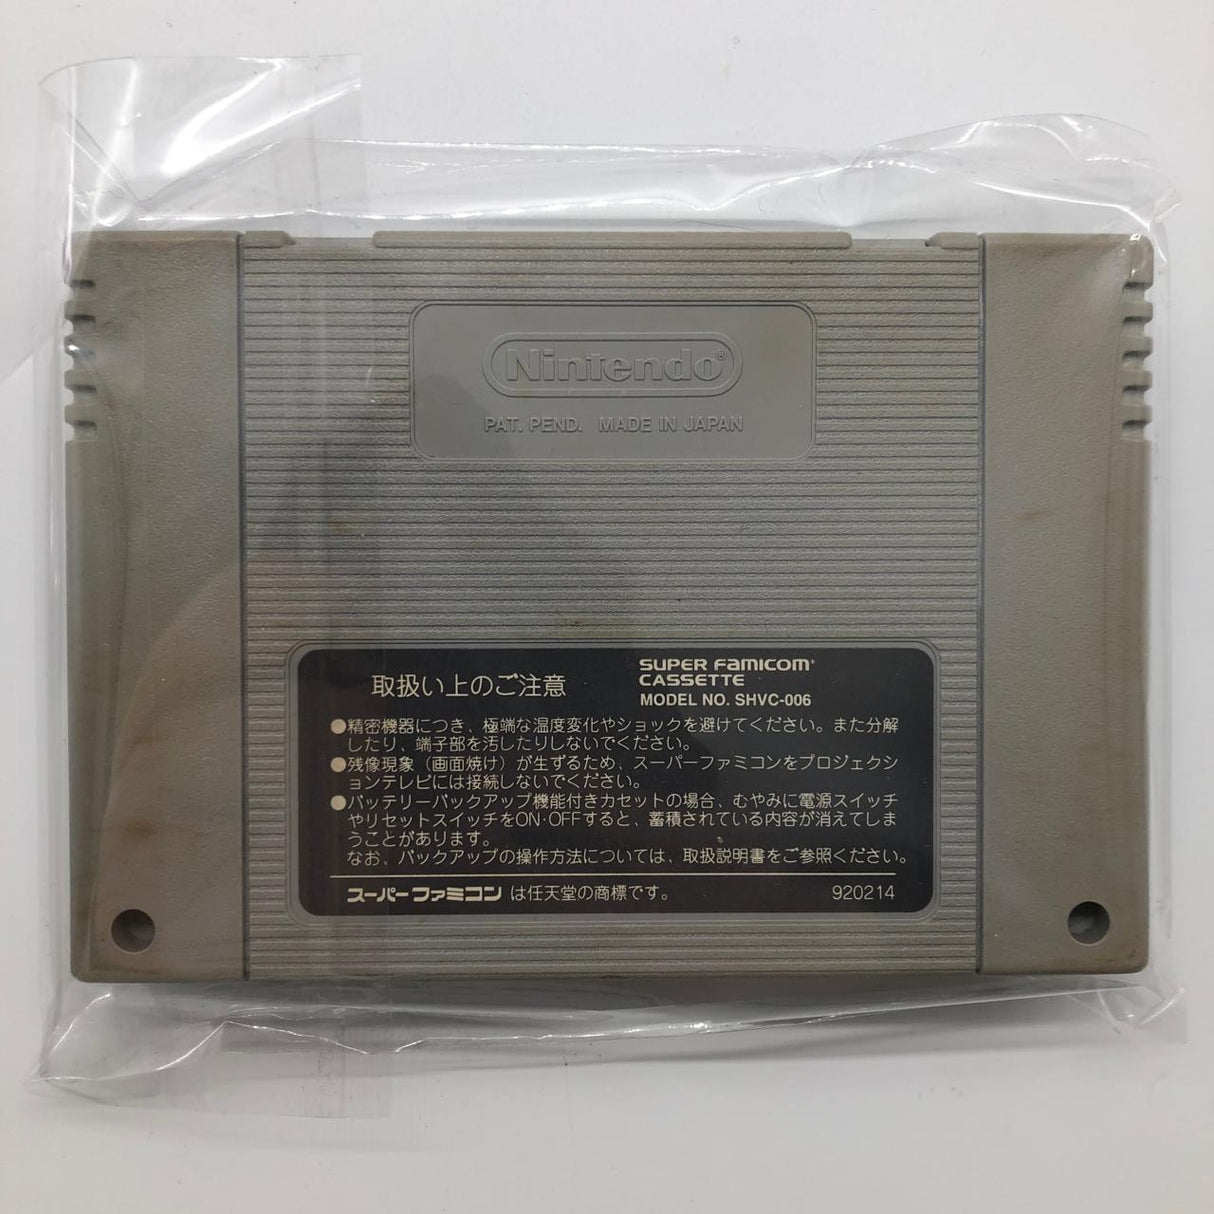 Nintendo®
PAT. PEND. MADE IN JAPAN
取扱い上のご注意
SUPER FAMICOM®
CASSETTE
MODEL NO. SHVC-006
●精密機器につき、極端な温度変化やショックを避けてください。また分解
したり、端子部を汚したりしないでください。
●残像現象（画面焼け）が生ずるため、スーパーファミコンをプロジェクシ
ョンテレビには接続しないでください。
●バッテリーバックアップ機能付きカセットの場合、むやみに電源スイッチ
やリセットスイッチをON・OFFすると、蓄積されている内容が消えてしま
うことがあります。
なお、バックアップの操作方法については、取扱説明書をご参照ください。
スーパーファミコン は任天堂の商標です。
920214